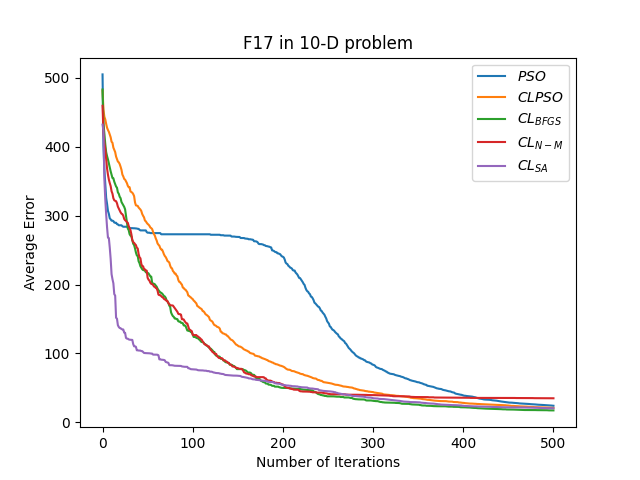 F17 in 10-D problem
500
400
300
200
100
0
Average Error
0 100 200 300 400 500
Number of Iterations
PSO
CLPSO
CL_BFGS
CL_N−M
CL_SA